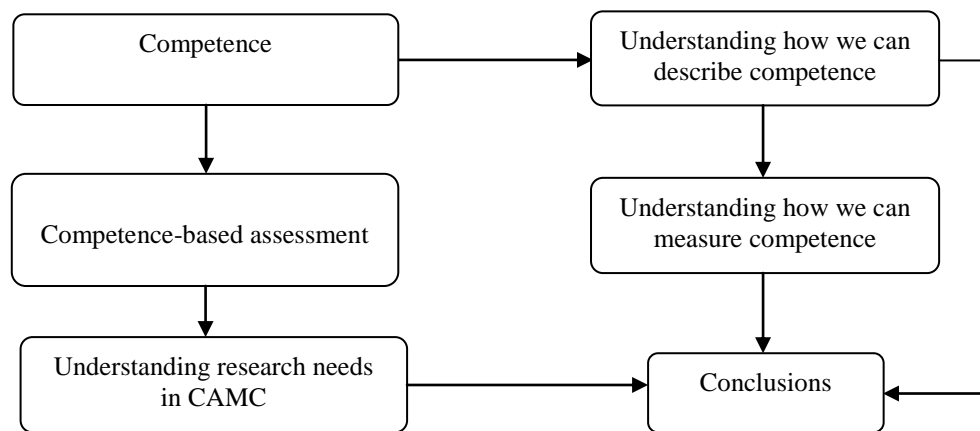 Competence
Understanding how we can
describe competence
Competence-based assessment
Understanding how we can
measure competence
Understanding research needs
in CAMC
Conclusions